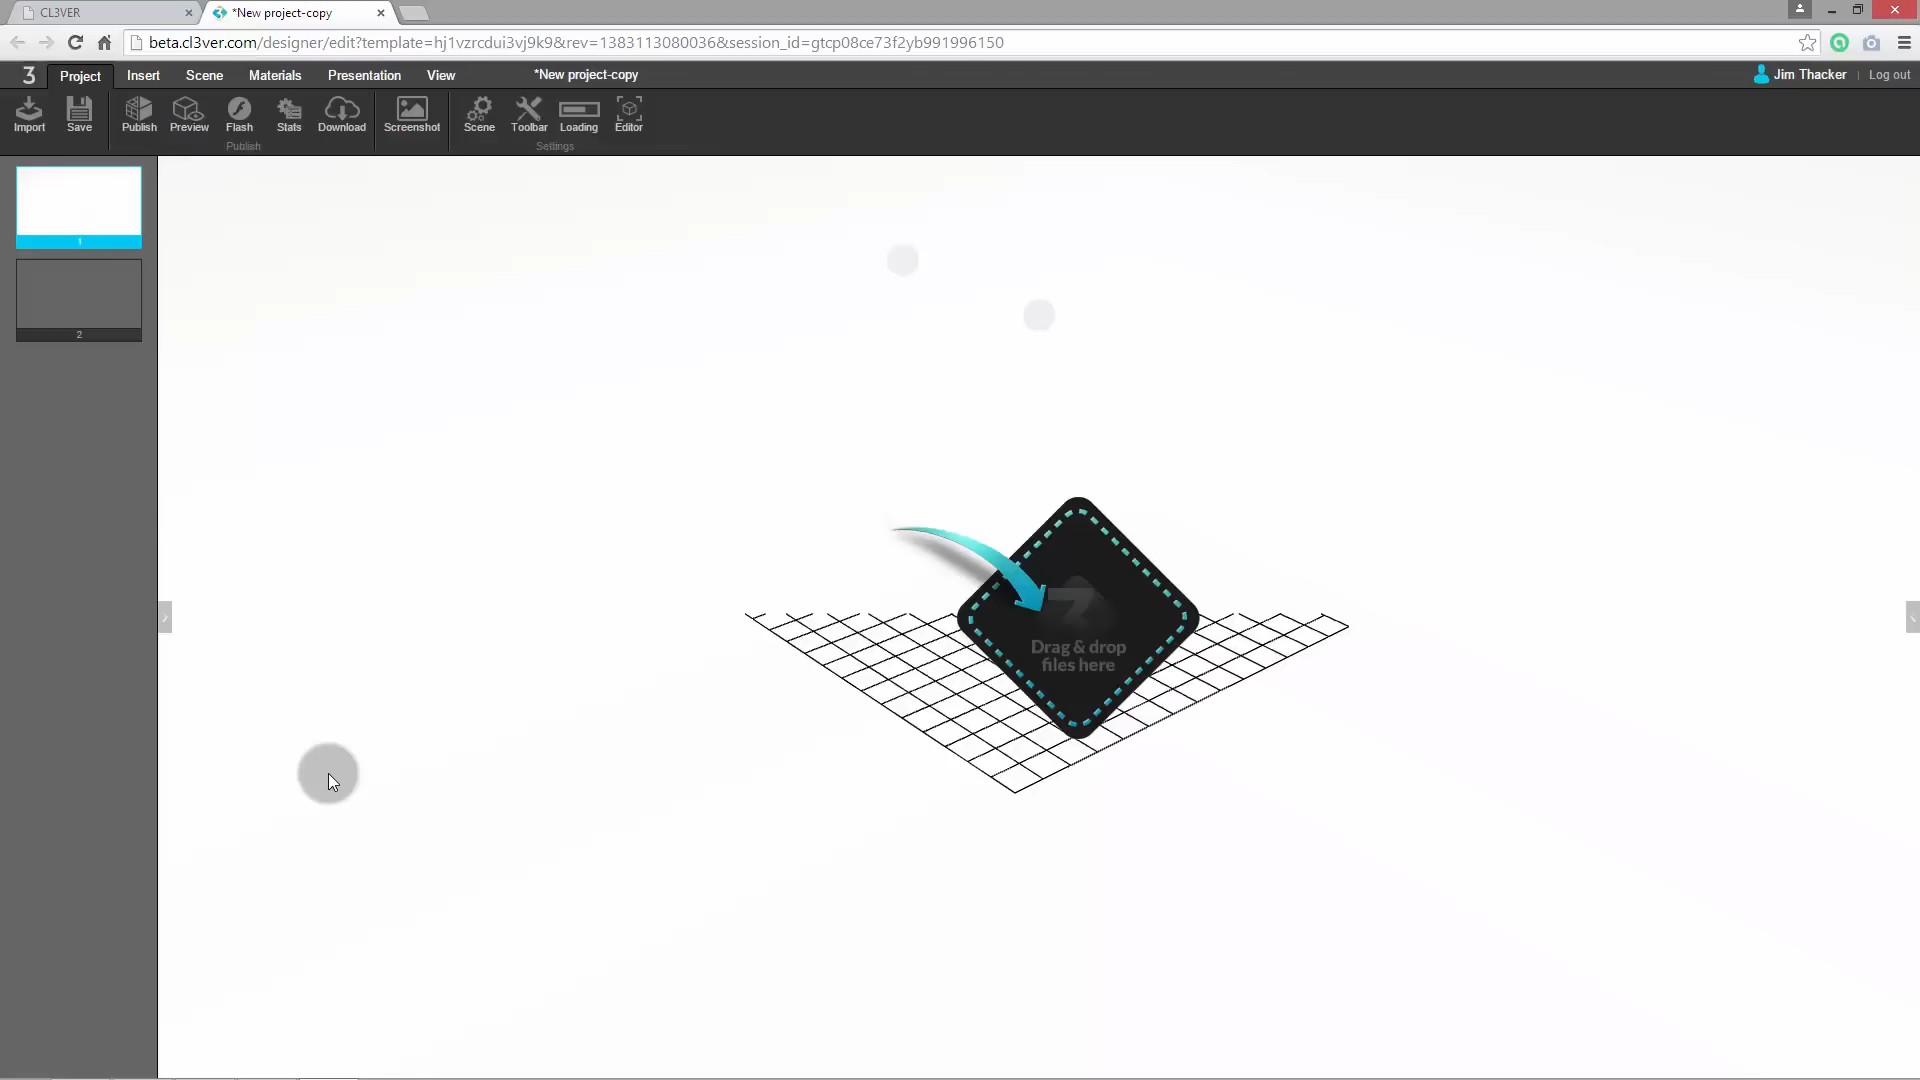 CL3VER
*New project-copy
beta.cl3ver.com/designer/edit?template=hj1vzrcdui3vj9k9&rev=1383113080036&session_id=gtcp08ce73f2yb991996150
3 Project Insert Scene Materials Presentation View
*New project-copy
Jim Thacker | Log out
Import Save Publish Preview Flash Stats Download Screenshot Scene Toolbar Loading Editor
Publish Settings
1
2
Drag & drop
files here